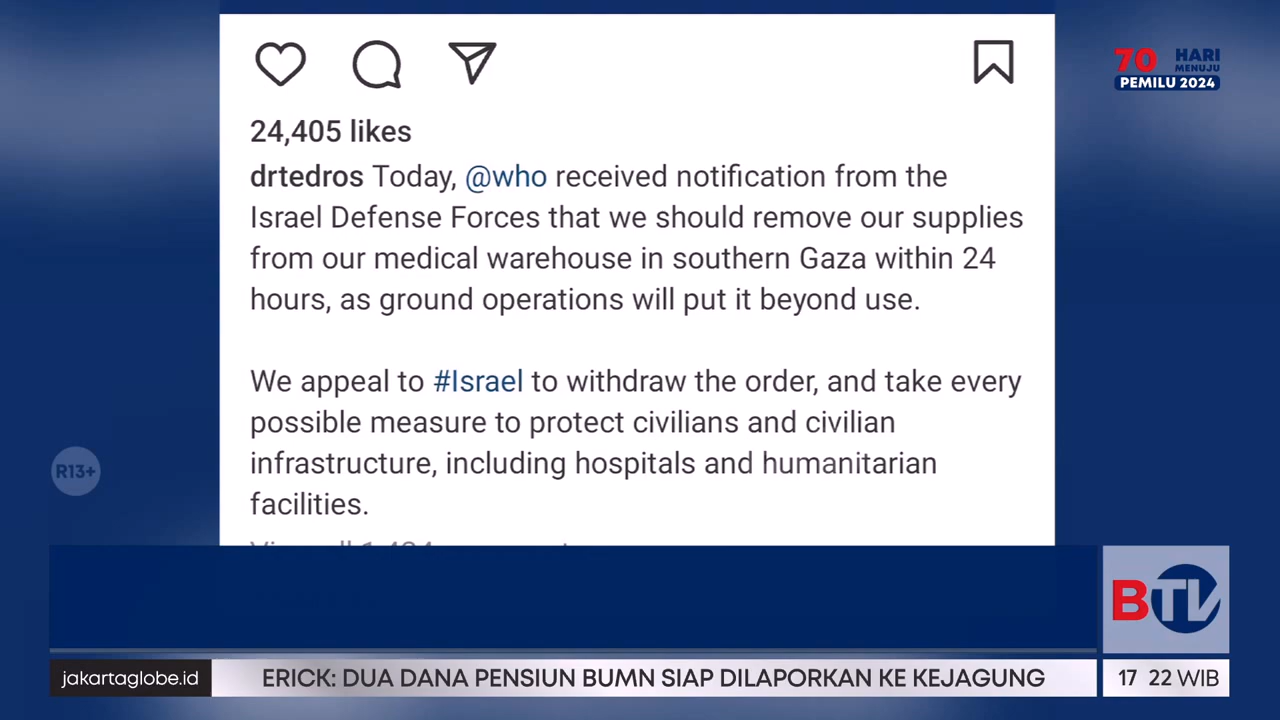 70 HARI
MENUJU
PEMILU 2024
24,405 likes
drtedros Today, @who received notification from the
Israel Defense Forces that we should remove our supplies
from our medical warehouse in southern Gaza within 24
hours, as ground operations will put it beyond use.
We appeal to #Israel to withdraw the order, and take every
possible measure to protect civilians and civilian
infrastructure, including hospitals and humanitarian
facilities.
R13+
BTV
jakartaglobe.id
ERICK: DUA DANA PENSIUN BUMN SIAP DILAPORKAN KE KEJAGUNG
17 22 WIB